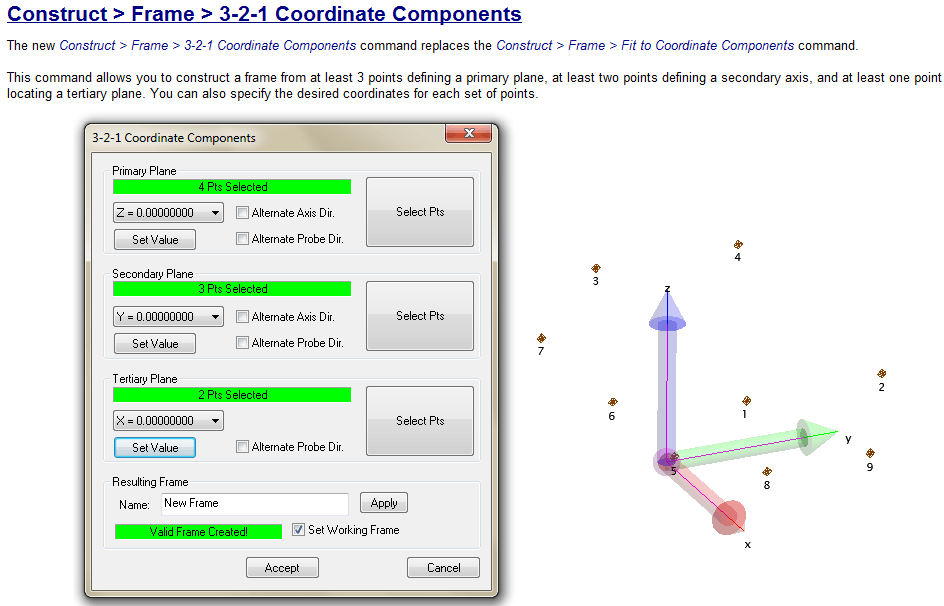 Construct > Frame > 3-2-1 Coordinate Components
The new Construct > Frame > 3-2-1 Coordinate Components command replaces the Construct > Frame > Fit to Coordinate Components command.
This command allows you to construct a frame from at least 3 points defining a primary plane, at least two points defining a secondary axis, and at least one point
locating a tertiary plane. You can also specify the desired coordinates for each set of points.
3-2-1 Coordinate Components
Primary Plane
4 Pts Selected
Z = 0.00000000
Alternate Axis Dir.
Select Pts
Set Value
Alternate Probe Dir.
Secondary Plane
3 Pts Selected
Y = 0.00000000
Alternate Axis Dir.
Select Pts
Set Value
Alternate Probe Dir.
Tertiary Plane
2 Pts Selected
X = 0.00000000
Select Pts
Set Value
Alternate Probe Dir.
Resulting Frame
Name:
New Frame
Apply
Valid Frame Created!
Set Working Frame
Accept
Cancel
4
3
z
7
2
6
1
y
5
9
8
x